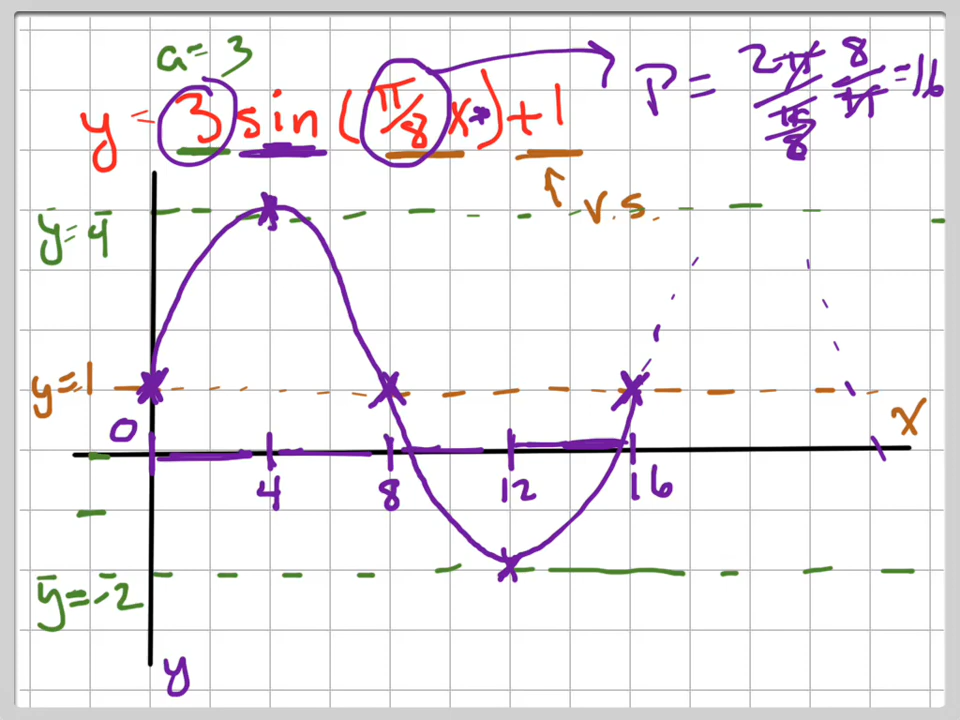 a = 3
y = 3 sin (π/8 x) + 1
P = 2π/(π/8) 8/π = 16
v.s.
y = 4
y = 1
0 4 8 12 16 x
y = -2
y